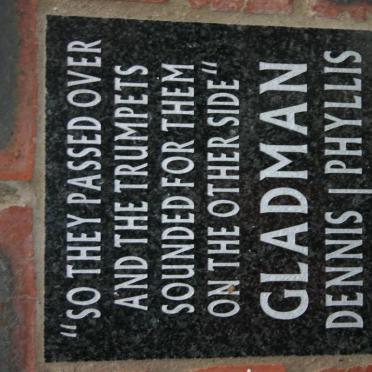 "SO THEY PASSED OVER
AND THE TRUMPETS
SOUNDED FOR THEM
ON THE OTHER SIDE"
GLADMAN
DENNIS | PHYLLIS